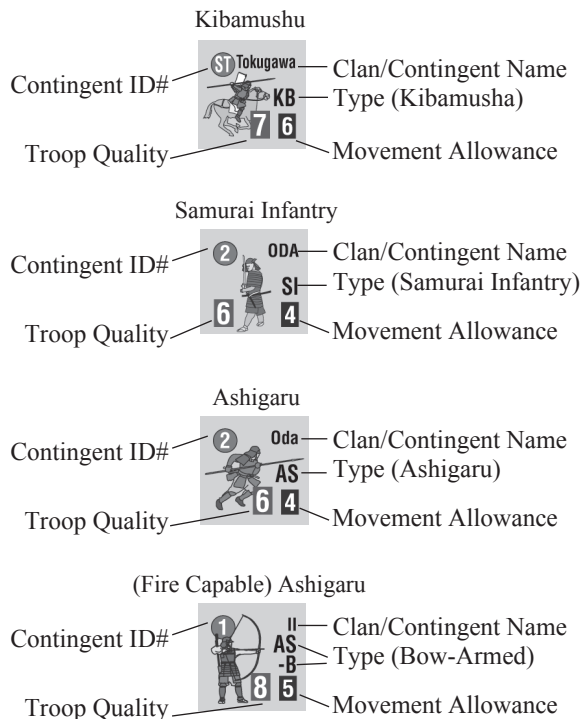 Kibamushu
Contingent ID#
ST Tokugawa
Clan/Contingent Name
KB
Type (Kibamusha)
7 6
Troop Quality
Movement Allowance
Samurai Infantry
Contingent ID#
2 ODA
Clan/Contingent Name
SI
Type (Samurai Infantry)
6 4
Troop Quality
Movement Allowance
Ashigaru
Contingent ID#
2 Oda
Clan/Contingent Name
AS
Type (Ashigaru)
6 4
Troop Quality
Movement Allowance
(Fire Capable) Ashigaru
Contingent ID#
1 II
Clan/Contingent Name
AS
-B
Type (Bow-Armed)
8 5
Troop Quality
Movement Allowance